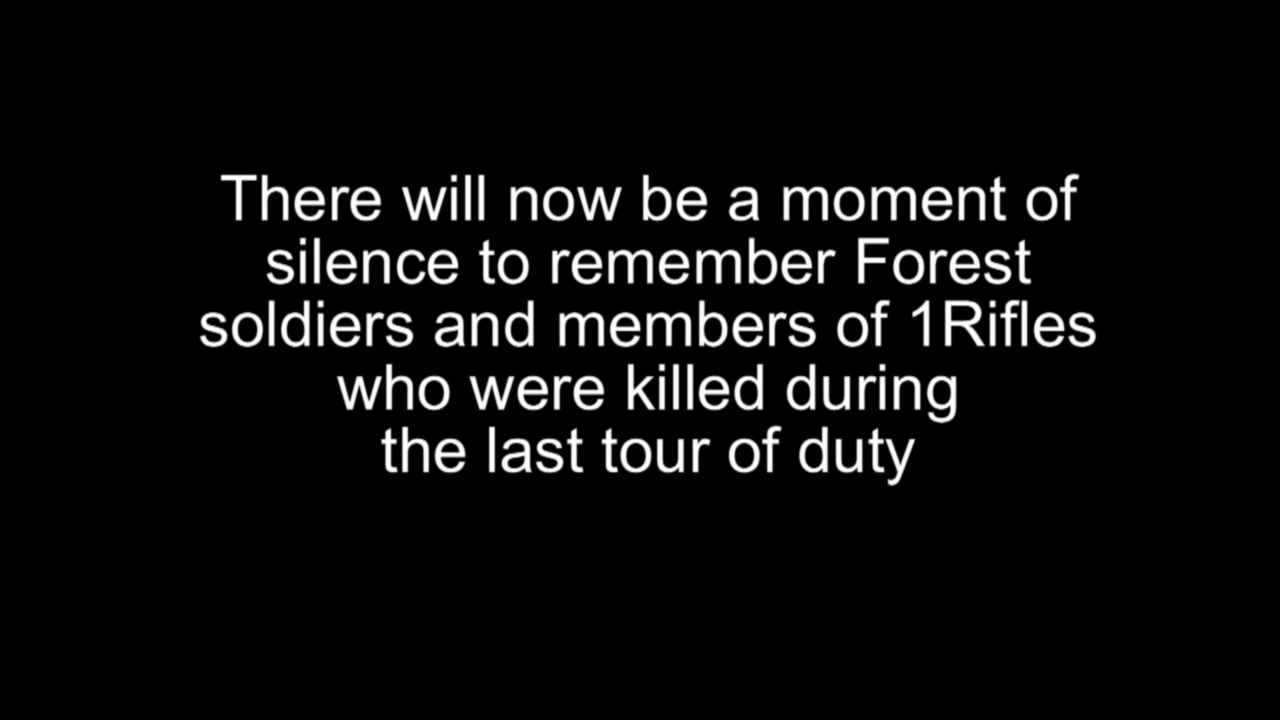 There will now be a moment of
silence to remember Forest
soldiers and members of 1Rifles
who were killed during
the last tour of duty